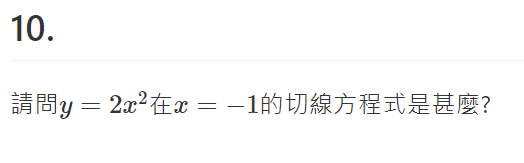 10.
請問y = 2x²在x = −1的切線方程式是甚麼?